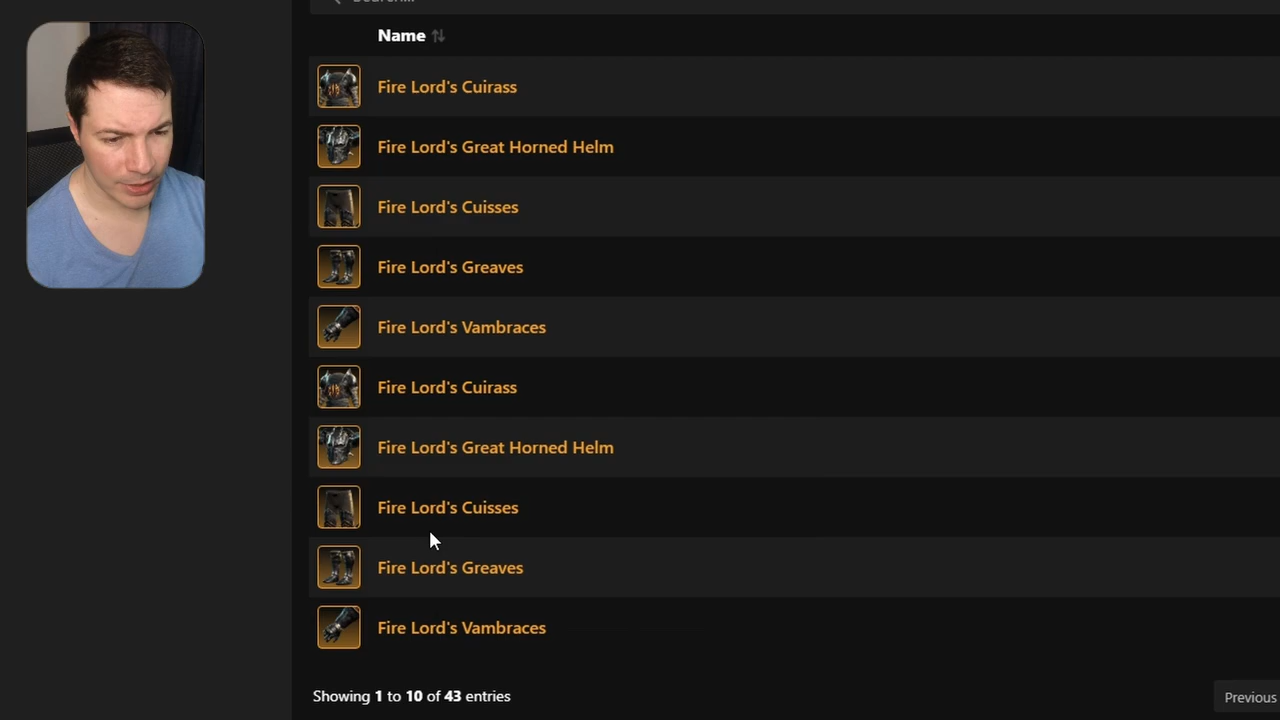 Search...
Name
Fire Lord's Cuirass
Fire Lord's Great Horned Helm
Fire Lord's Cuisses
Fire Lord's Greaves
Fire Lord's Vambraces
Fire Lord's Cuirass
Fire Lord's Great Horned Helm
Fire Lord's Cuisses
Fire Lord's Greaves
Fire Lord's Vambraces
Showing 1 to 10 of 43 entries
Previous